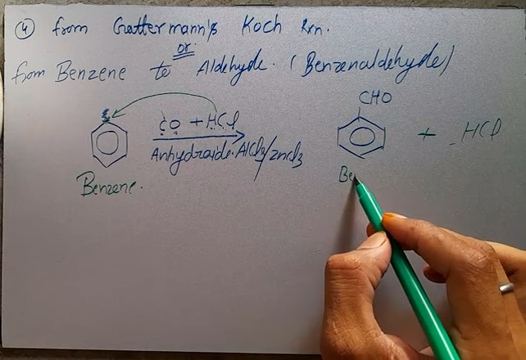 ④ from Gattermann's Koch Rxn.
or
from Benzene to Aldehyde. (Benzenaldehyde)
CHO
CO + HCl
+ HCl
Anhydraide. AlCl3/ZnCl2
Benzene.
Be